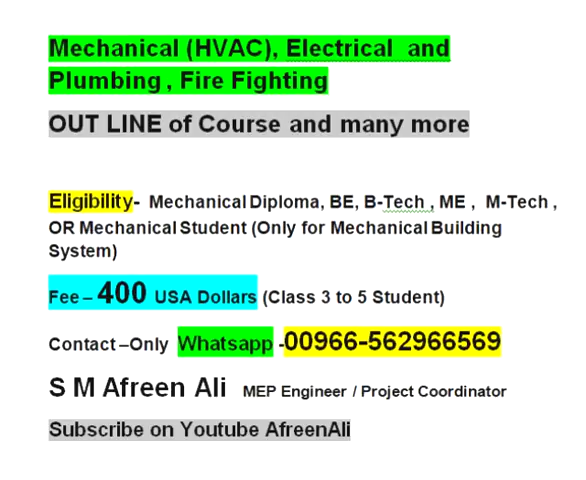 Mechanical (HVAC), Electrical and
Plumbing , Fire Fighting
OUT LINE of Course and many more
Eligibility- Mechanical Diploma, BE, B-Tech , ME , M-Tech ,
OR Mechanical Student (Only for Mechanical Building
System)
Fee – 400 USA Dollars (Class 3 to 5 Student)
Contact –Only Whatsapp -00966-562966569
S M Afreen Ali MEP Engineer / Project Coordinator
Subscribe on Youtube AfreenAli